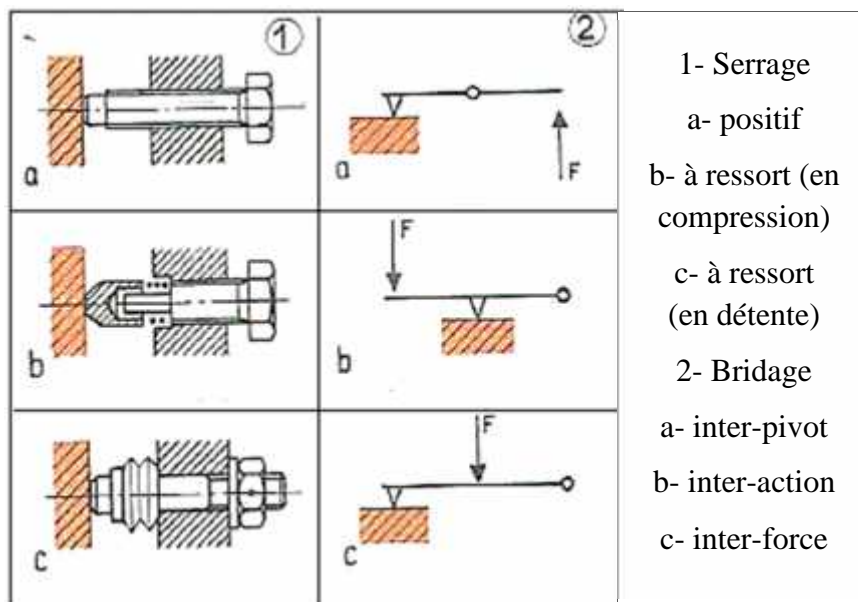 1
2
a
a
F
F
b
b
F
c
c
1- Serrage
a- positif
b- à ressort (en
compression)
c- à ressort
(en détente)
2- Bridage
a- inter-pivot
b- inter-action
c- inter-force